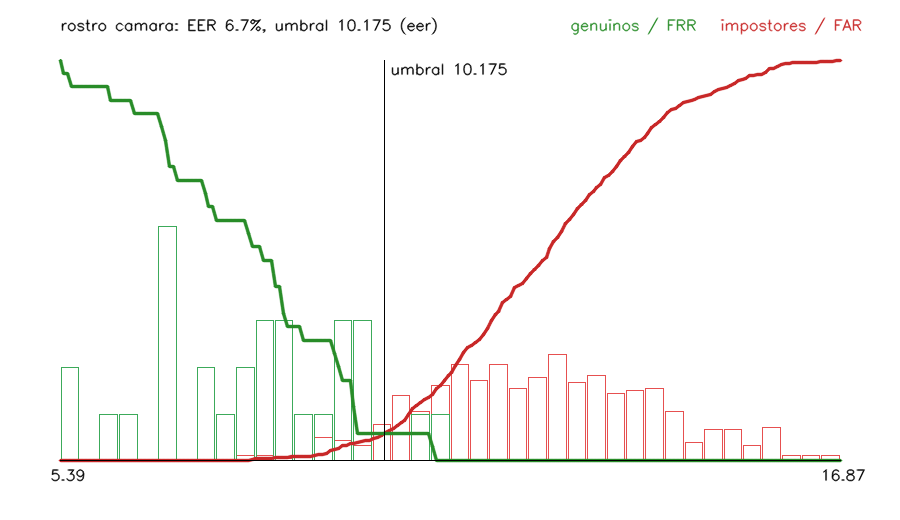 rostro camara: EER 6.7%, umbral 10.175 (eer)
genuinos / FRR
impostores / FAR
umbral 10.175
5.39
16.87